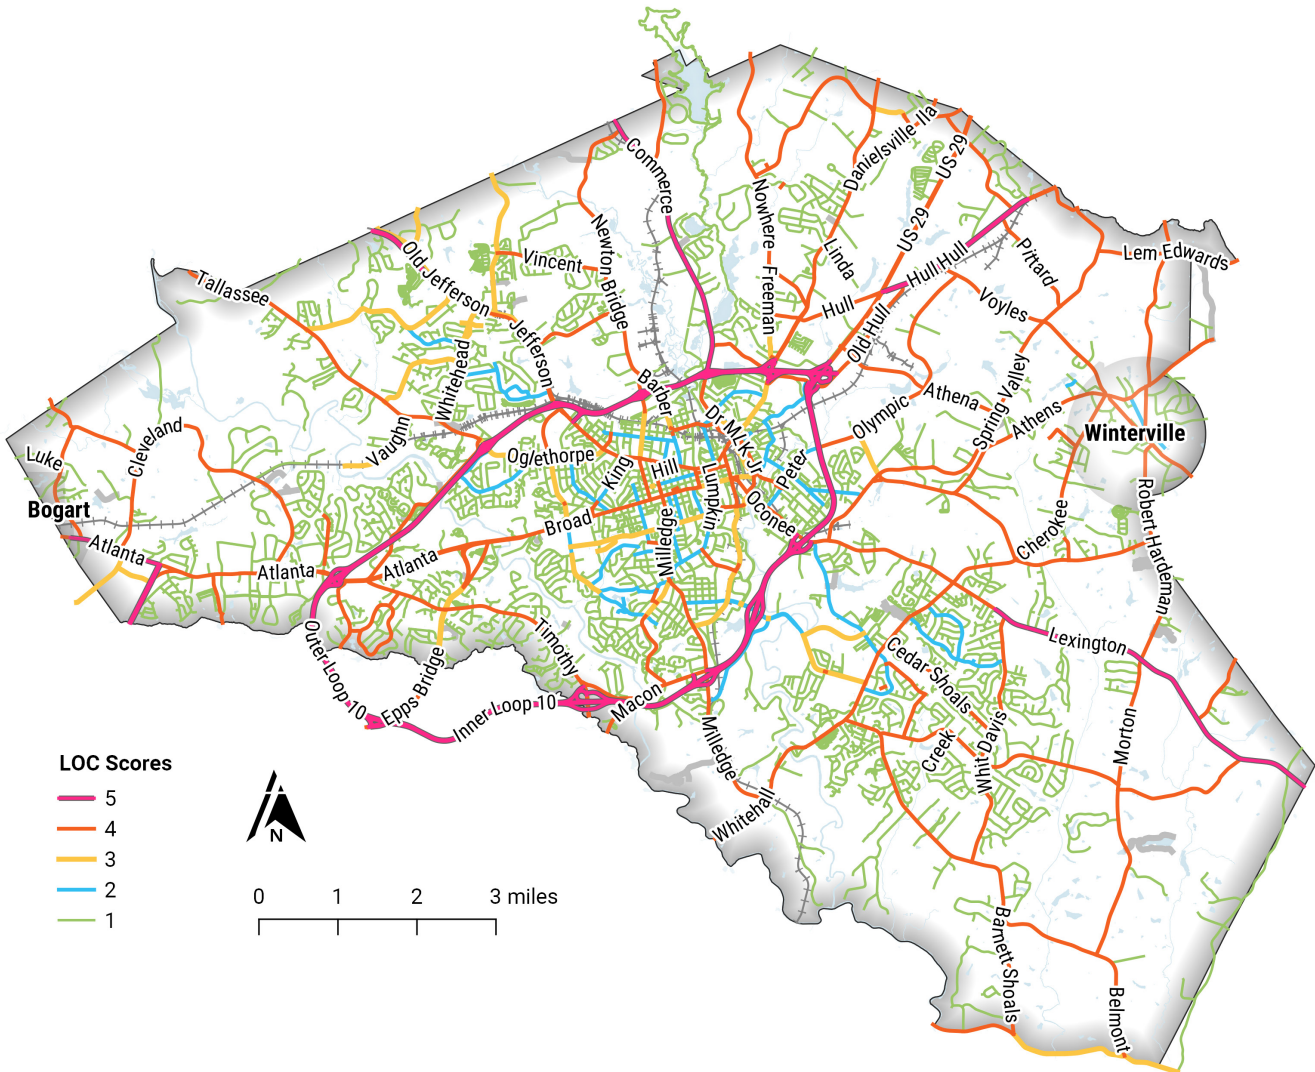 Commerce
Danielsville Ila
US 29
Nowhere
Freeman
Linda
US 29
Hull
Hull
Hull
Pittard
Lem Edwards
Newton Bridge
Vincent
Old Jefferson
Jefferson
Tallassee
Whitehead
Voyles
Old Hull
Athena
Spring Valley
Athens
Olympic
Winterville
Barber
Dr M L K Jr
Peter
Vaughn
Cleveland
Luke
Bogart
Oglethorpe
King
Hill
Lumpkin
Oconee
Broad
Milledge
Atlanta
Atlanta
Atlanta
Cherokee
Robert Hardeman
Lexington
Timothy
Outer Loop 10
Epps Bridge
Inner Loop 10
Macon
Milledge
Whitehall
Cedar Shoals
Creek
Whit Davis
Morton
Barnett Shoals
Belmont
LOC Scores
5
4
3
2
1
N
0 1 2 3 miles